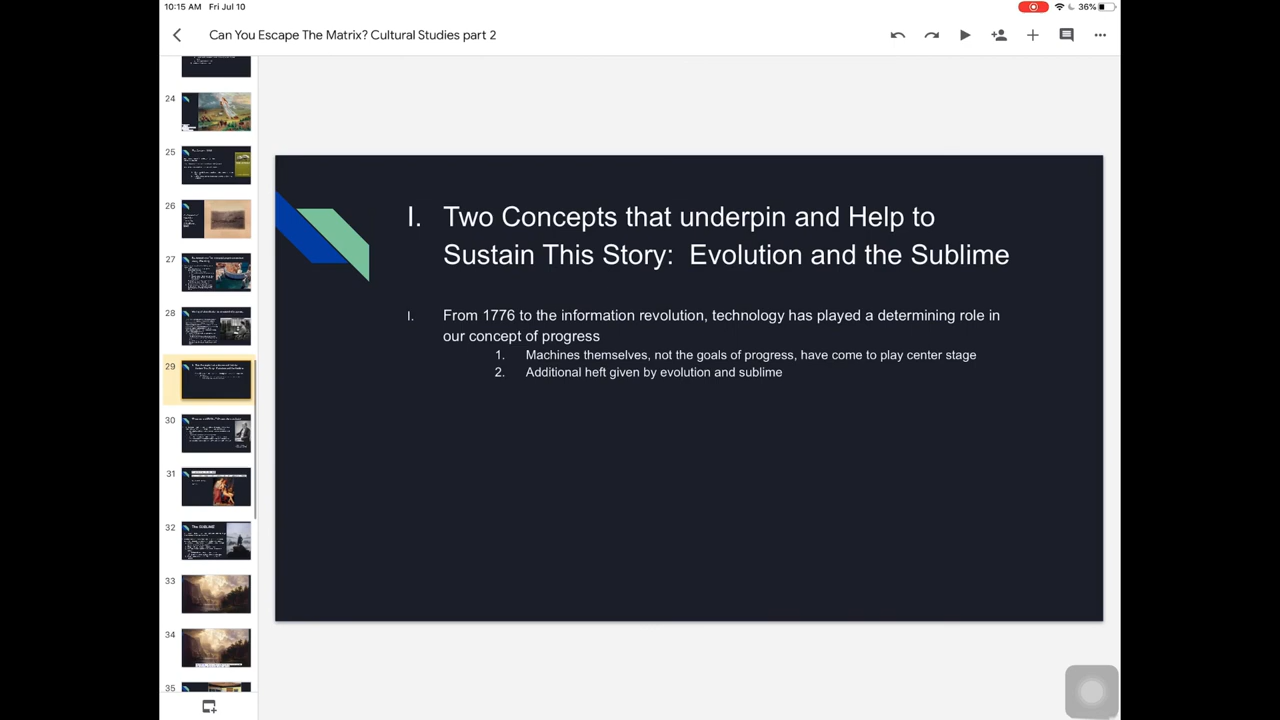 10:15 AM Fri Jul 10
36%
Can You Escape The Matrix? Cultural Studies part 2
24
25
26
27
28
29
30
31
32
The SUBLIME
33
34
35
I. Two Concepts that underpin and Help to
Sustain This Story: Evolution and the Sublime
I. From 1776 to the information revolution, technology has played a determining role in
our concept of progress
1. Machines themselves, not the goals of progress, have come to play center stage
2. Additional heft given by evolution and sublime